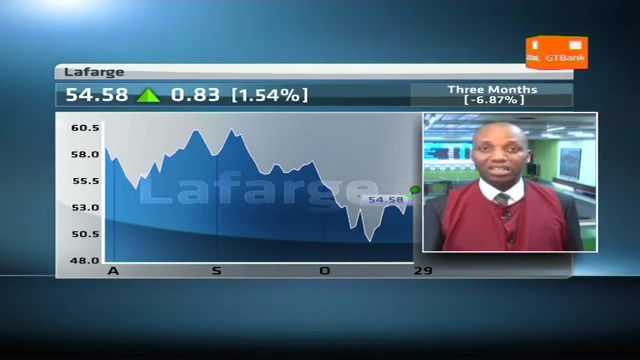 GTBank
Lafarge
54.58 0.83 [1.54%]
Three Months
[-6.87%]
60.5
58.0
55.5
53.0
50.5
48.0
Lafarge
54.58
A S O 29